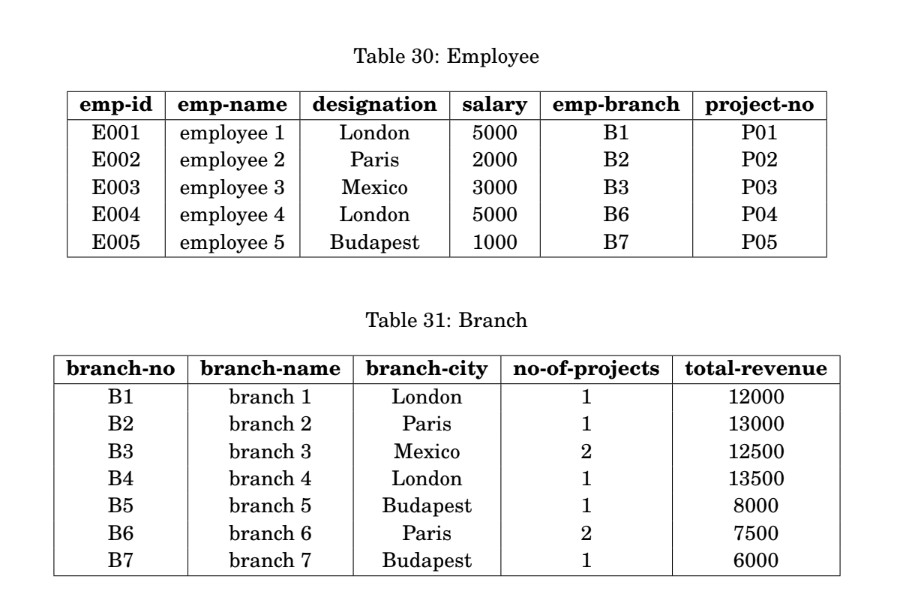 Table 30: Employee
emp-id emp-name designation salary emp-branch project-no
E001 employee 1 London 5000 B1 P01
E002 employee 2 Paris 2000 B2 P02
E003 employee 3 Mexico 3000 B3 P03
E004 employee 4 London 5000 B6 P04
E005 employee 5 Budapest 1000 B7 P05
Table 31: Branch
branch-no branch-name branch-city no-of-projects total-revenue
B1 branch 1 London 1 12000
B2 branch 2 Paris 1 13000
B3 branch 3 Mexico 2 12500
B4 branch 4 London 1 13500
B5 branch 5 Budapest 1 8000
B6 branch 6 Paris 2 7500
B7 branch 7 Budapest 1 6000